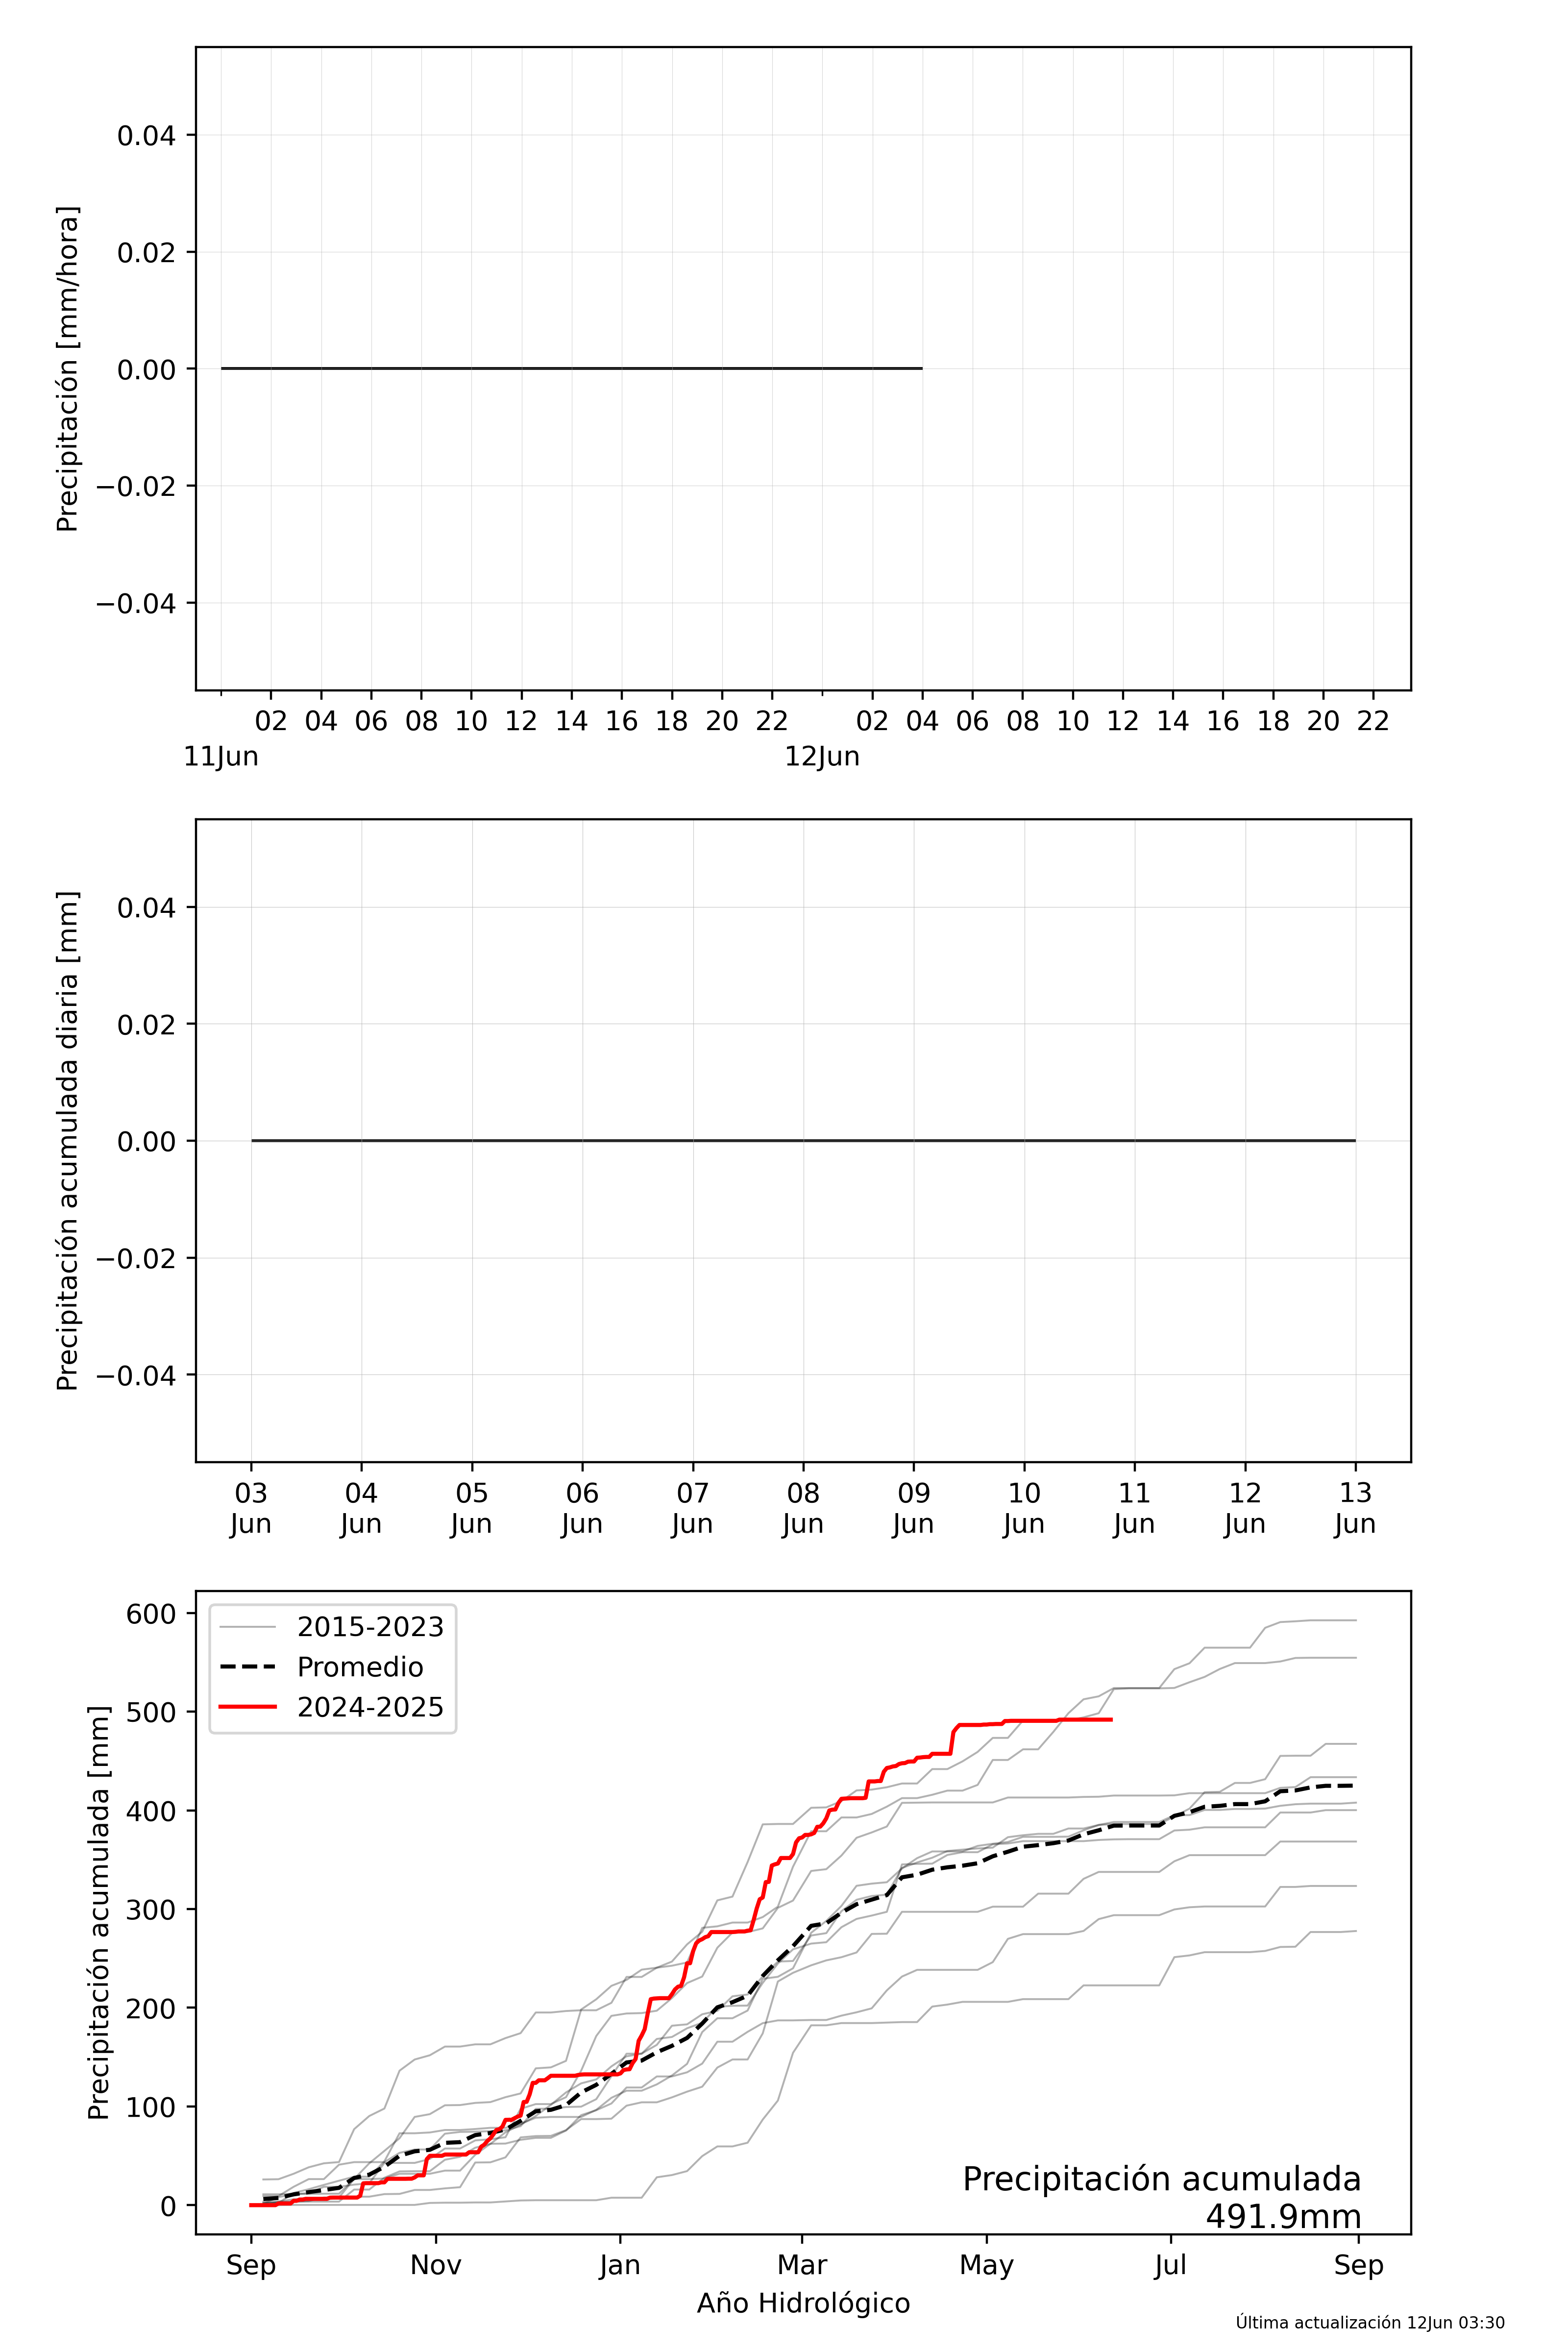 Precipitación [mm/hora]
0.04
0.02
0.00
−0.02
−0.04
02 04 06 08 10 12 14 16 18 20 22 02 04 06 08 10 12 14 16 18 20 22
11Jun 12Jun
Precipitación acumulada diaria [mm]
0.04
0.02
0.00
−0.02
−0.04
03 04 05 06 07 08 09 10 11 12 13
Jun Jun Jun Jun Jun Jun Jun Jun Jun Jun Jun
Precipitación acumulada [mm]
600
500
400
300
200
100
0
2015-2023
Promedio
2024-2025
Precipitación acumulada
491.9mm
Sep Nov Jan Mar May Jul Sep
Año Hidrológico
Última actualización 12Jun 03:30